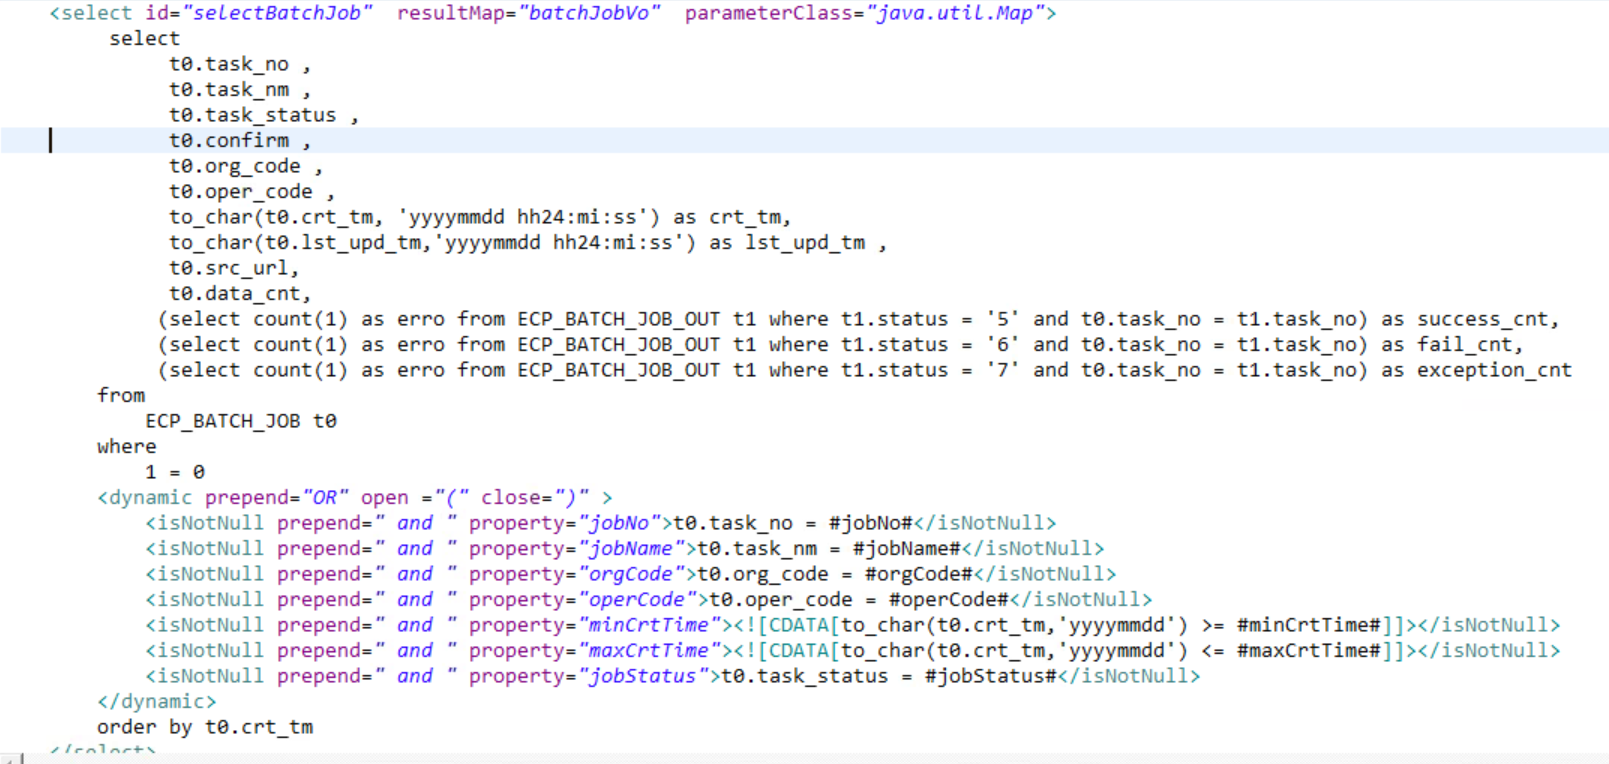 <select id="selectBatchJob"  resultMap="batchJobVo"  parameterClass="java.util.Map">
select
t0.task_no ,
t0.task_nm ,
t0.task_status ,
t0.confirm ,
t0.org_code ,
t0.oper_code ,
to_char(t0.crt_tm, 'yyyymmdd hh24:mi:ss') as crt_tm,
to_char(t0.lst_upd_tm,'yyyymmdd hh24:mi:ss') as lst_upd_tm ,
t0.src_url,
t0.data_cnt,
(select count(1) as erro from ECP_BATCH_JOB_OUT t1 where t1.status = '5' and t0.task_no = t1.task_no) as success_cnt,
(select count(1) as erro from ECP_BATCH_JOB_OUT t1 where t1.status = '6' and t0.task_no = t1.task_no) as fail_cnt,
(select count(1) as erro from ECP_BATCH_JOB_OUT t1 where t1.status = '7' and t0.task_no = t1.task_no) as exception_cnt
from
ECP_BATCH_JOB t0
where
1 = 0
<dynamic prepend="OR" open ="(" close=")" >
<isNotNull prepend=" and " property="jobNo">t0.task_no = #jobNo#</isNotNull>
<isNotNull prepend=" and " property="jobName">t0.task_nm = #jobName#</isNotNull>
<isNotNull prepend=" and " property="orgCode">t0.org_code = #orgCode#</isNotNull>
<isNotNull prepend=" and " property="operCode">t0.oper_code = #operCode#</isNotNull>
<isNotNull prepend=" and " property="minCrtTime"><![CDATA[to_char(t0.crt_tm,'yyyymmdd') >= #minCrtTime#]]></isNotNull>
<isNotNull prepend=" and " property="maxCrtTime"><![CDATA[to_char(t0.crt_tm,'yyyymmdd') <= #maxCrtTime#]]></isNotNull>
<isNotNull prepend=" and " property="jobStatus">t0.task_status = #jobStatus#</isNotNull>
</dynamic>
order by t0.crt_tm
</select>